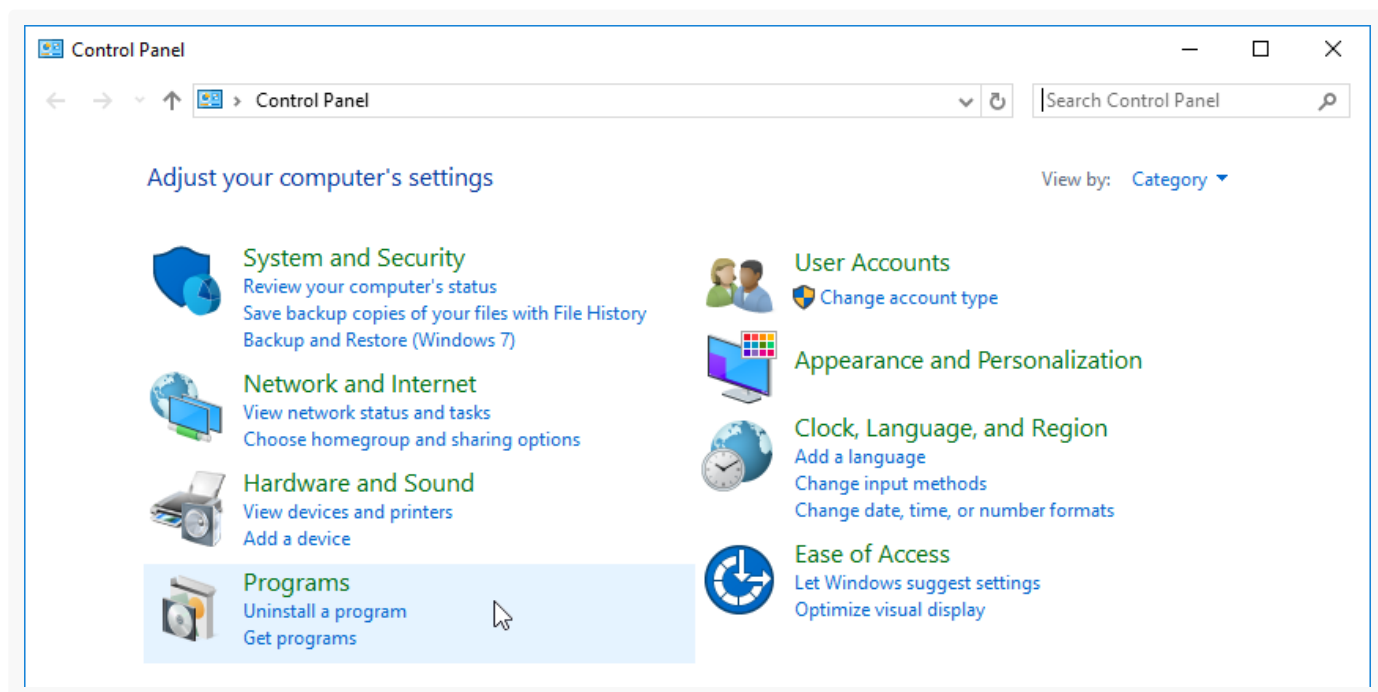 Control Panel
Control Panel
Search Control Panel
Adjust your computer's settings
View by: Category
System and Security
Review your computer's status
Save backup copies of your files with File History
Backup and Restore (Windows 7)
Network and Internet
View network status and tasks
Choose homegroup and sharing options
Hardware and Sound
View devices and printers
Add a device
Programs
Uninstall a program
Get programs
User Accounts
Change account type
Appearance and Personalization
Clock, Language, and Region
Add a language
Change input methods
Change date, time, or number formats
Ease of Access
Let Windows suggest settings
Optimize visual display